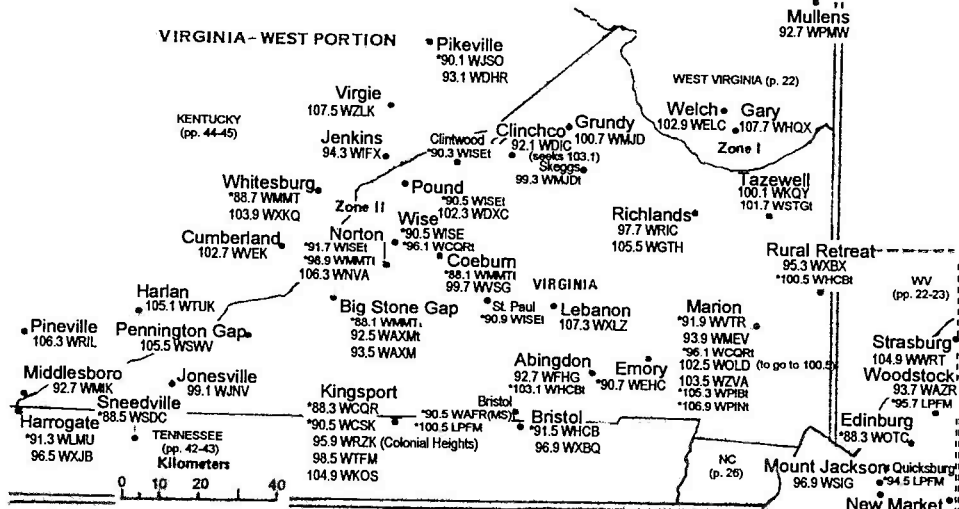 VIRGINIA-WEST PORTION
Mullens
92.7 WPMW
Pikeville
*90.1 WJSO
93.1 WDHR
WEST VIRGINIA (p. 22)
Virgie
107.5 WZLK
KENTUCKY
(pp. 44-45)
Welch
102.9 WELC
Gary
107.7 WHQX
Zone I
Jenkins
94.3 WIFX
Clintwood
*90.3 WISEt
Clinchco
92.1 WDIC
(seeks 103.1)
Grundy
100.7 WMJD
Skeggs
99.3 WMJDt
Tazewell
100.1 WKQY
101.7 WSTGt
Whitesburg
*88.7 WMMT
103.9 WXKQ
Zone II
Pound
*90.5 WISEt
102.3 WDXC
Richlands
97.7 WRIC
105.5 WGTH
Wise
*90.5 WISE
*96.1 WCQRt
Cumberland
102.7 WVEK
Norton
*91.7 WISEt
*98.9 WMMTt
106.3 WNVA
Coeburn
*88.1 WMMTt
99.7 WVSG
VIRGINIA
Rural Retreat
95.3 WXBX
*100.5 WHCBt
WV
(pp. 22-23)
Harlan
105.1 WTUK
Big Stone Gap
*88.1 WMMTt
92.5 WAXMt
93.5 WAXM
St. Paul
*90.9 WISEt
Lebanon
107.3 WXLZ
Marion
*91.9 WVTR
93.9 WMEV
*96.1 WCQRt
102.5 WOLD (to go to 100.5)
103.5 WZVA
*105.3 WPIBt
*106.9 WPINt
Pineville
106.3 WRIL
Pennington Gap
105.5 WSWV
Strasburg
104.9 WWRT
Middlesboro
92.7 WMIK
Jonesville
99.1 WJNV
Abingdon
92.7 WFHG
*103.1 WHCBt
Emory
*90.7 WEHC
Woodstock
93.7 WAZR
*95.7 LPFM
Sneedville
*88.5 WSDC
Kingsport
*88.3 WCQR
*90.5 WCSK
95.9 WRZK (Colonial Heights)
98.5 WTFM
104.9 WKOS
Bristol
*90.5 WAFR(MS)
*100.5 LPFM
Bristol
*91.5 WHCB
96.9 WXBQ
Edinburg
*88.3 WOTC
Harrogate
*91.3 WLMU
96.5 WXJB
TENNESSEE
(pp. 42-43)
NC
(p. 26)
Mount Jackson
96.9 WSIG
Quicksburg
*94.5 LPFM
New Market
Kilometers
0 10 20 40